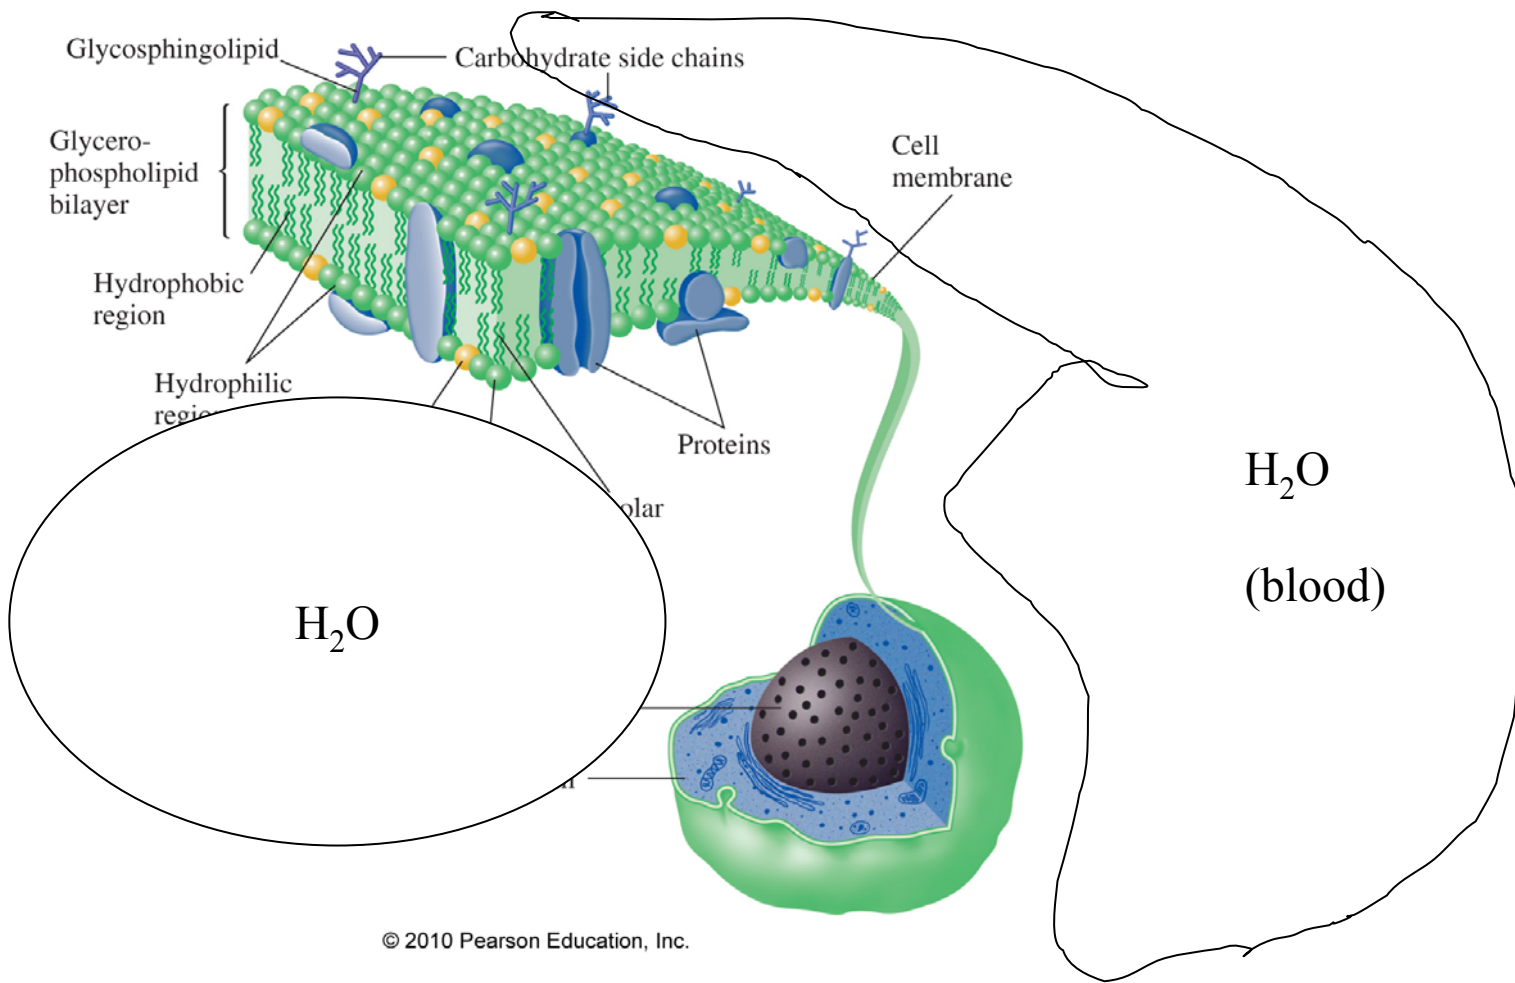 Glycosphingolipid
Carbohydrate side chains
Glycero-
phospholipid
bilayer
Cell
membrane
Hydrophobic
region
Hydrophilic
Proteins
H₂O
(blood)
H₂O
© 2010 Pearson Education, Inc.